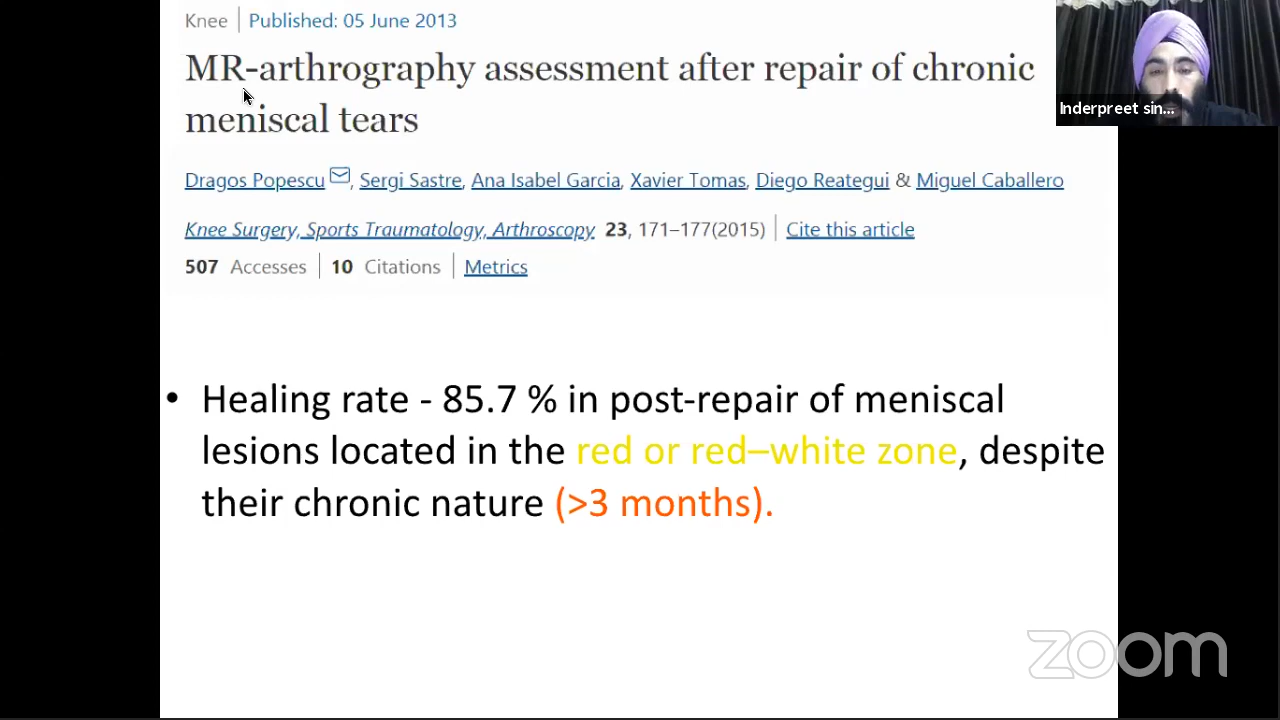 Knee | Published: 05 June 2013
MR-arthrography assessment after repair of chronic
meniscal tears
Dragos Popescu, Sergi Sastre, Ana Isabel Garcia, Xavier Tomas, Diego Reategui & Miguel Caballero
Knee Surgery, Sports Traumatology, Arthroscopy 23, 171–177(2015) | Cite this article
507 Accesses | 10 Citations | Metrics
• Healing rate - 85.7 % in post-repair of meniscal
lesions located in the red or red–white zone, despite
their chronic nature (>3 months).
Inderpreet sin...
zoom